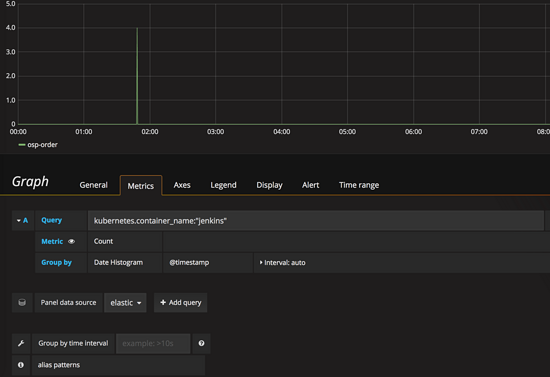 5.0
4.0
3.0
2.0
1.0
0
00:00 01:00 02:00 03:00 04:00 05:00 06:00 07:00 08:0
osp-order
Graph General Metrics Axes Legend Display Alert Time range
A Query kubernetes.container_name:"jenkins"
Metric Count
Group by Date Histogram @timestamp Interval: auto
Panel data source elastic + Add query
Group by time interval example: >10s
alias patterns